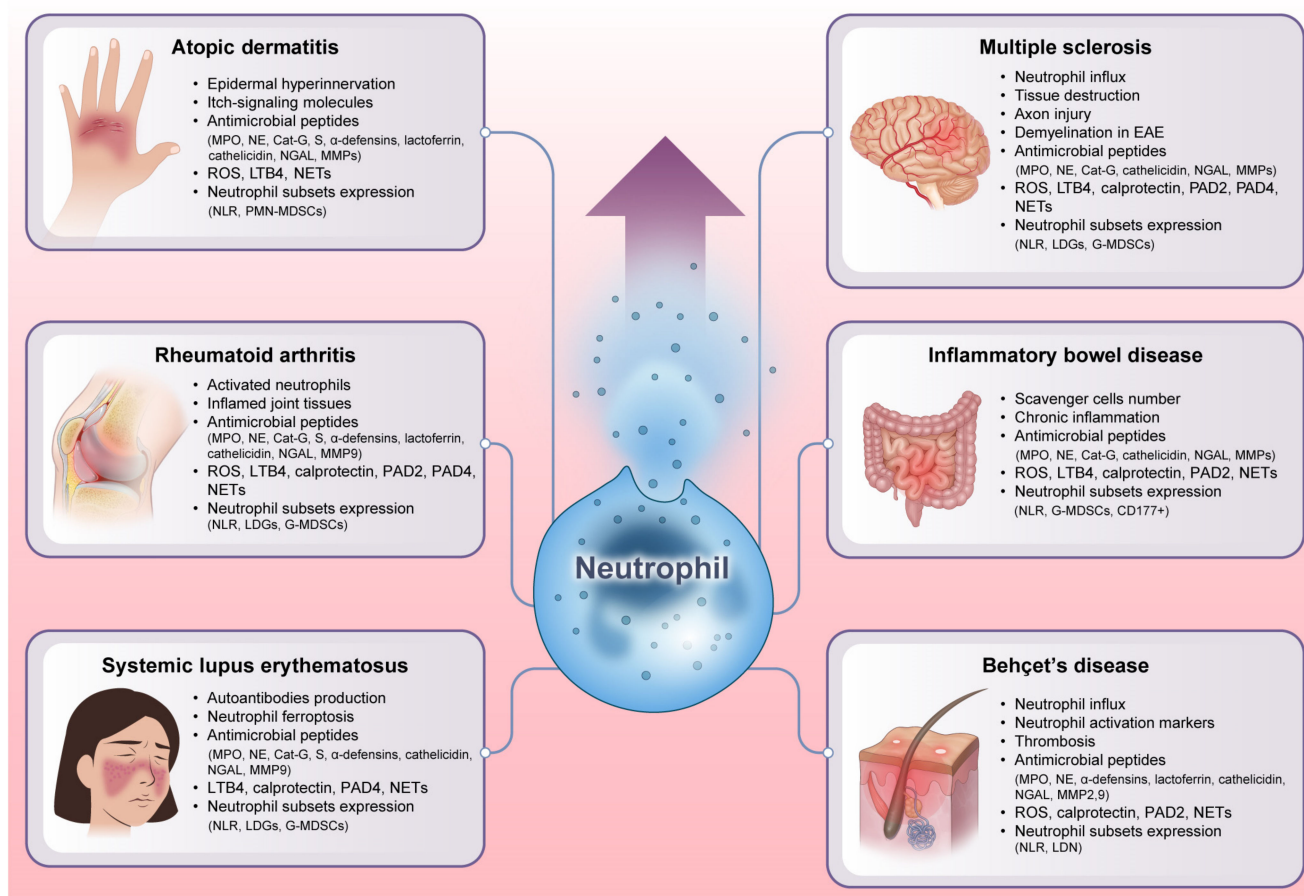 Atopic dermatitis
• Epidermal hyperinnervation
• Itch-signaling molecules
• Antimicrobial peptides
(MPO, NE, Cat-G, S, α-defensins, lactoferrin,
cathelicidin, NGAL, MMPs)
• ROS, LTB4, NETs
• Neutrophil subsets expression
(NLR, PMN-MDSCs)
Rheumatoid arthritis
• Activated neutrophils
• Inflamed joint tissues
• Antimicrobial peptides
(MPO, NE, Cat-G, S, α-defensins, lactoferrin,
cathelicidin, NGAL, MMP9)
• ROS, LTB4, calprotectin, PAD2, PAD4,
NETs
• Neutrophil subsets expression
(NLR, LDGs, G-MDSCs)
Systemic lupus erythematosus
• Autoantibodies production
• Neutrophil ferroptosis
• Antimicrobial peptides
(MPO, NE, Cat-G, S, α-defensins, cathelicidin,
NGAL, MMP9)
• LTB4, calprotectin, PAD4, NETs
• Neutrophil subsets expression
(NLR, LDGs, G-MDSCs)
Neutrophil
Multiple sclerosis
• Neutrophil influx
• Tissue destruction
• Axon injury
• Demyelination in EAE
• Antimicrobial peptides
(MPO, NE, Cat-G, cathelicidin, NGAL, MMPs)
• ROS, LTB4, calprotectin, PAD2, PAD4,
NETs
• Neutrophil subsets expression
(NLR, LDGs, G-MDSCs)
Inflammatory bowel disease
• Scavenger cells number
• Chronic inflammation
• Antimicrobial peptides
(MPO, NE, Cat-G, cathelicidin, NGAL, MMPs)
• ROS, LTB4, calprotectin, PAD2, NETs
• Neutrophil subsets expression
(NLR, G-MDSCs, CD177+)
Behçet's disease
• Neutrophil influx
• Neutrophil activation markers
• Thrombosis
• Antimicrobial peptides
(MPO, NE, α-defensins, lactoferrin, cathelicidin,
NGAL, MMP2,9)
• ROS, calprotectin, PAD2, NETs
• Neutrophil subsets expression
(NLR, LDN)